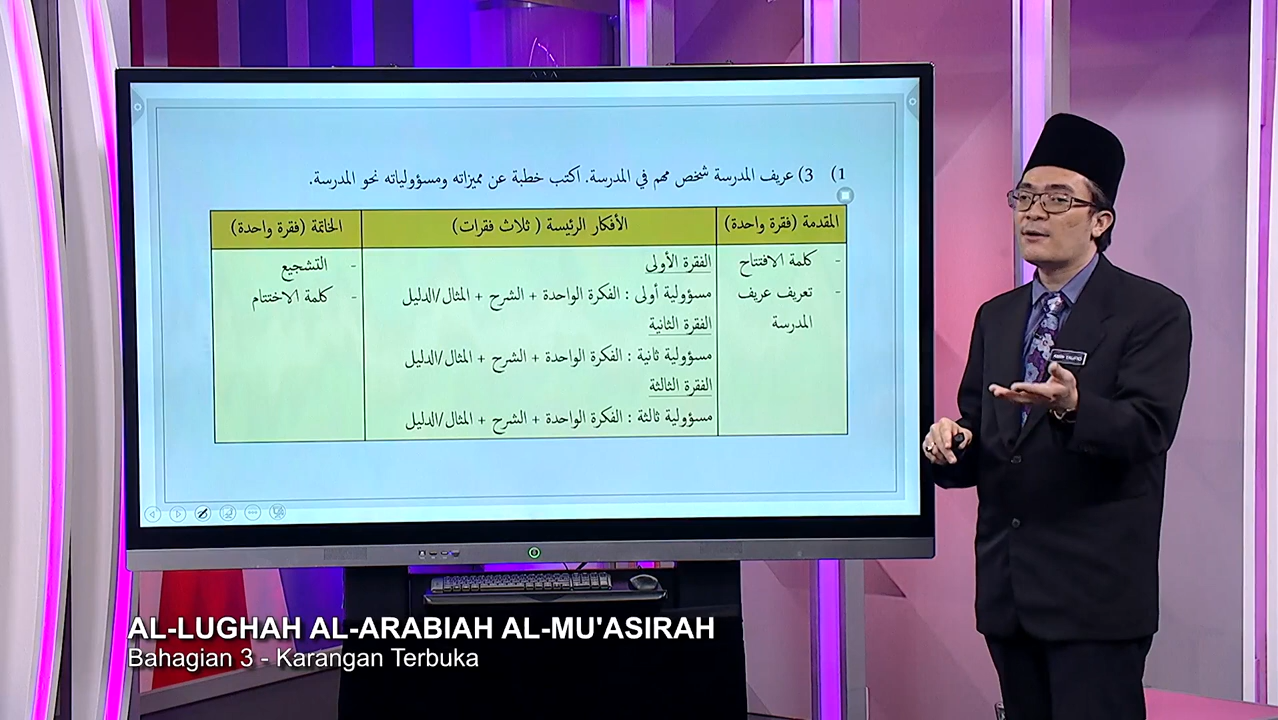 1) 3) عريف المدرسة شخص مهم في المدرسة. اكتب خطبة عن مميزاته ومسؤولياته نحو المدرسة.
المقدمة (فقرة واحدة)
- كلمة الافتتاح
- تعريف عريف
المدرسة
الأفكار الرئيسة ( ثلاث فقرات)
الفقرة الأولى
مسؤولية أولى : الفكرة الواحدة + الشرح + المثال/الدليل
الفقرة الثانية
مسؤولية ثانية : الفكرة الواحدة + الشرح + المثال/الدليل
الفقرة الثالثة
مسؤولية ثالثة : الفكرة الواحدة + الشرح + المثال/الدليل
الخاتمة (فقرة واحدة)
- التشجيع
- كلمة الاختتام
AL-LUGHAH AL-ARABIAH AL-MU'ASIRAH
Bahagian 3 - Karangan Terbuka